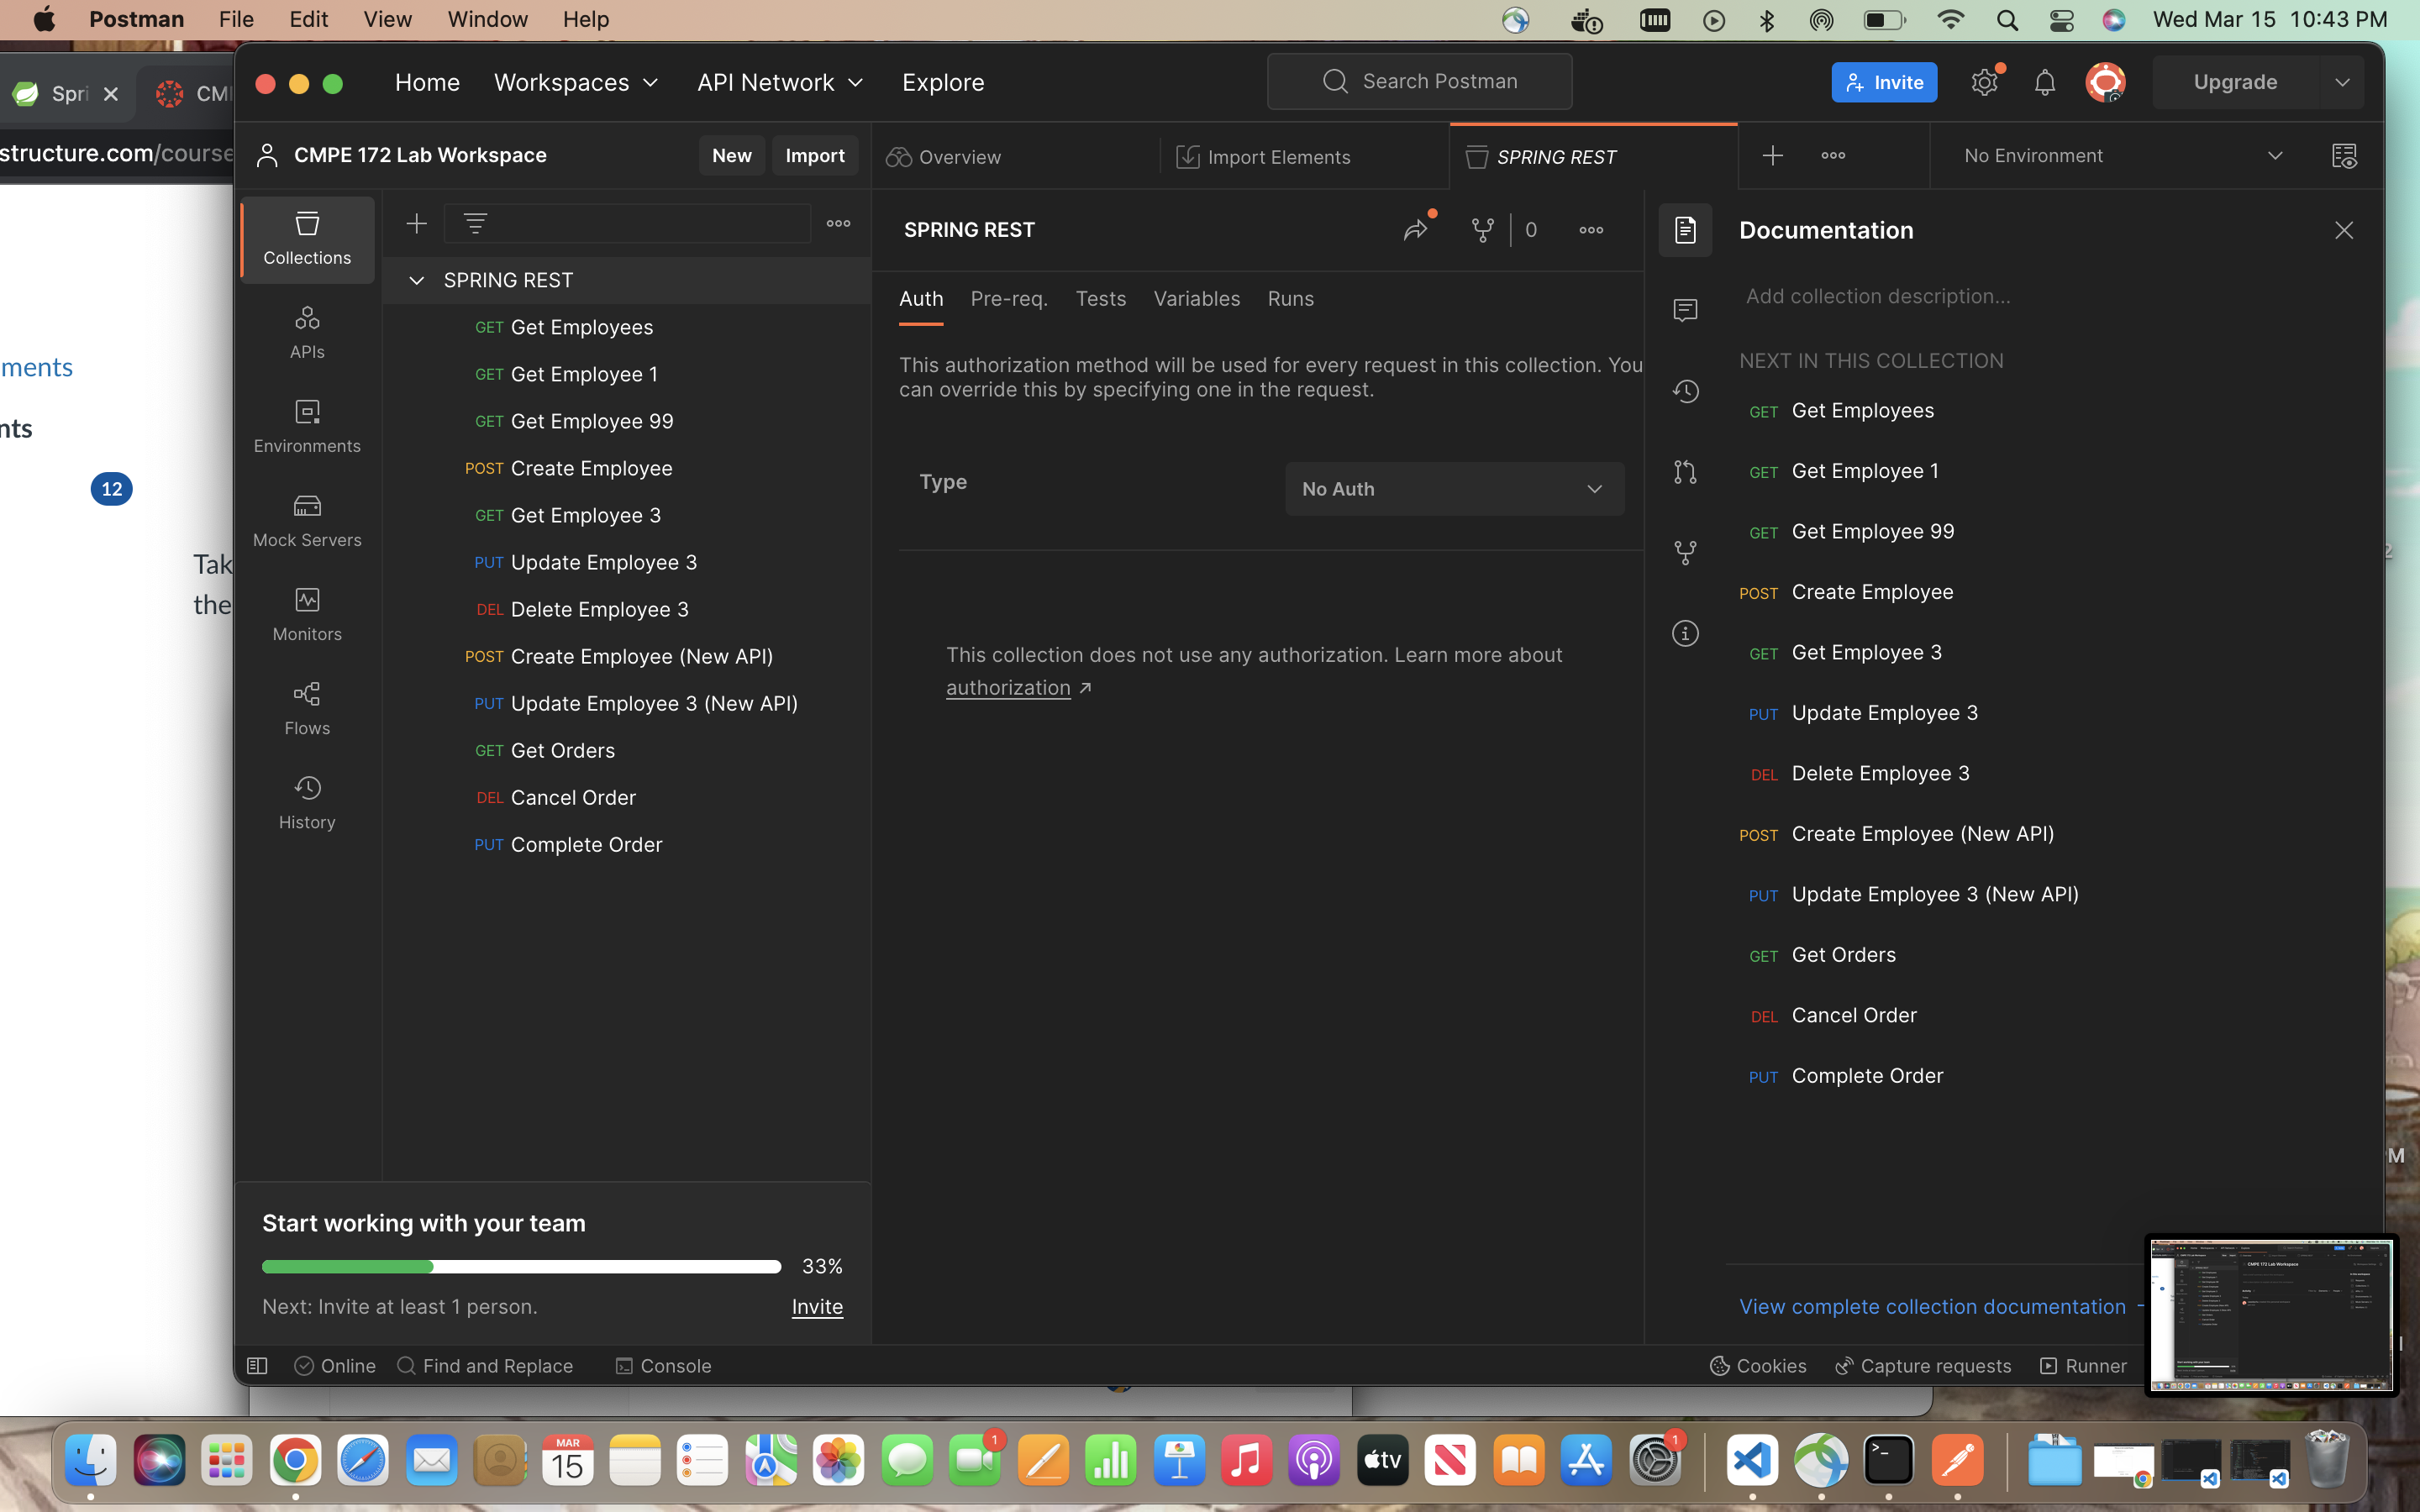 Postman File Edit View Window Help Wed Mar 15 10:43 PM
Spri
CMI
structure.com/course
ments
nts
12
Tak
the
Home Workspaces API Network Explore Search Postman Invite Upgrade
CMPE 172 Lab Workspace New Import Overview Import Elements SPRING REST No Environment
Collections
APIs
Environments
Mock Servers
Monitors
Flows
History
SPRING REST
GET Get Employees
GET Get Employee 1
GET Get Employee 99
POST Create Employee
GET Get Employee 3
PUT Update Employee 3
DEL Delete Employee 3
POST Create Employee (New API)
PUT Update Employee 3 (New API)
GET Get Orders
DEL Cancel Order
PUT Complete Order
Start working with your team
33%
Next: Invite at least 1 person. Invite
SPRING REST 0
Auth Pre-req. Tests Variables Runs
This authorization method will be used for every request in this collection. You
can override this by specifying one in the request.
Type No Auth
This collection does not use any authorization. Learn more about
authorization
Documentation
Add collection description...
NEXT IN THIS COLLECTION
GET Get Employees
GET Get Employee 1
GET Get Employee 99
POST Create Employee
GET Get Employee 3
PUT Update Employee 3
DEL Delete Employee 3
POST Create Employee (New API)
PUT Update Employee 3 (New API)
GET Get Orders
DEL Cancel Order
PUT Complete Order
View complete collection documentation
Online Find and Replace Console Cookies Capture requests Runner
2
M
CMPE 172 Lab Workspace
MAR
15
1
tv
1